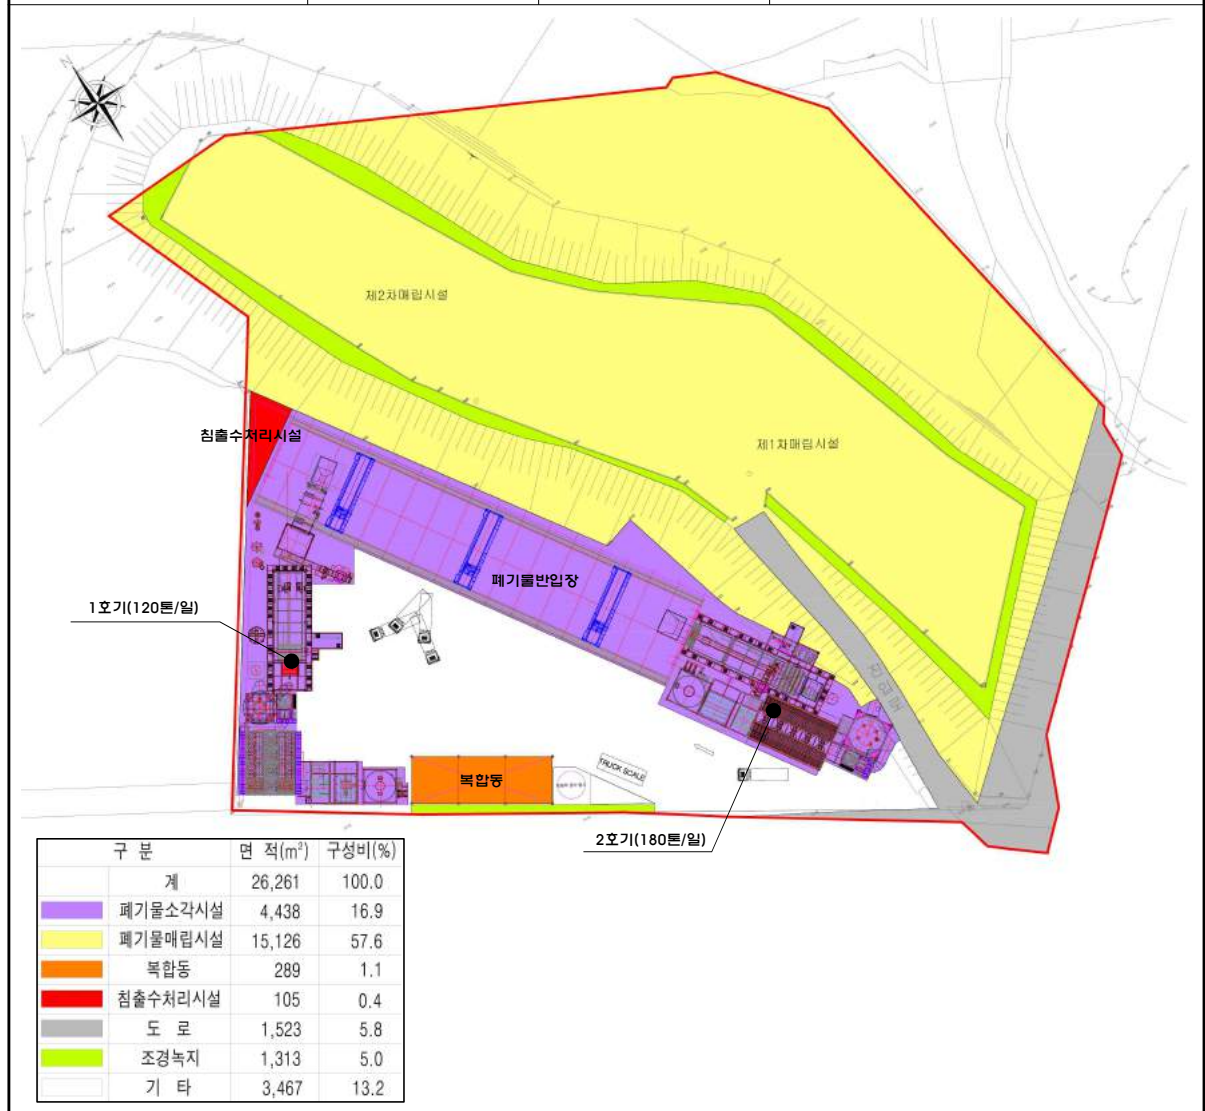 N
제2차매립시설
제1차매립시설
침출수처리시설
폐기물반입장
1호기(120톤/일)
진입로
복합동
TRUCK SCALE
2호기(180톤/일)
구 분 면 적(m²) 구성비(%)
계 26,261 100.0
폐기물소각시설 4,438 16.9
폐기물매립시설 15,126 57.6
복합동 289 1.1
침출수처리시설 105 0.4
도 로 1,523 5.8
조경녹지 1,313 5.0
기 타 3,467 13.2